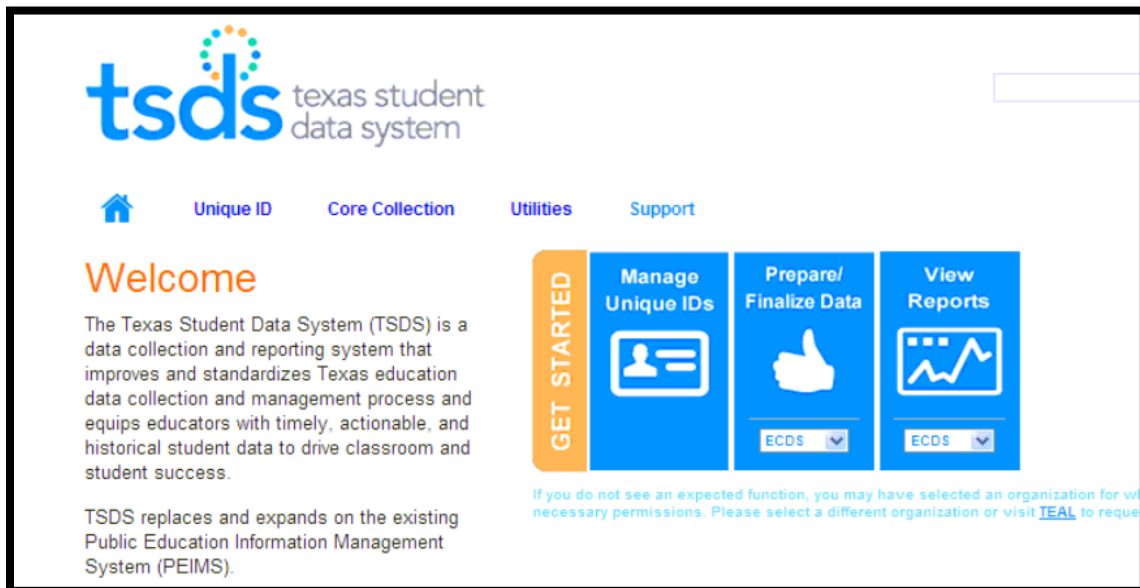 tsds texas student
data system
Unique ID Core Collection Utilities Support
Welcome
The Texas Student Data System (TSDS) is a
data collection and reporting system that
improves and standardizes Texas education
data collection and management process and
equips educators with timely, actionable, and
historical student data to drive classroom and
student success.
TSDS replaces and expands on the existing
Public Education Information Management
System (PEIMS).
GET STARTED
Manage
Unique IDs
Prepare/
Finalize Data
ECDS
View
Reports
ECDS
If you do not see an expected function, you may have selected an organization for
necessary permissions. Please select a different organization or visit TEAL to